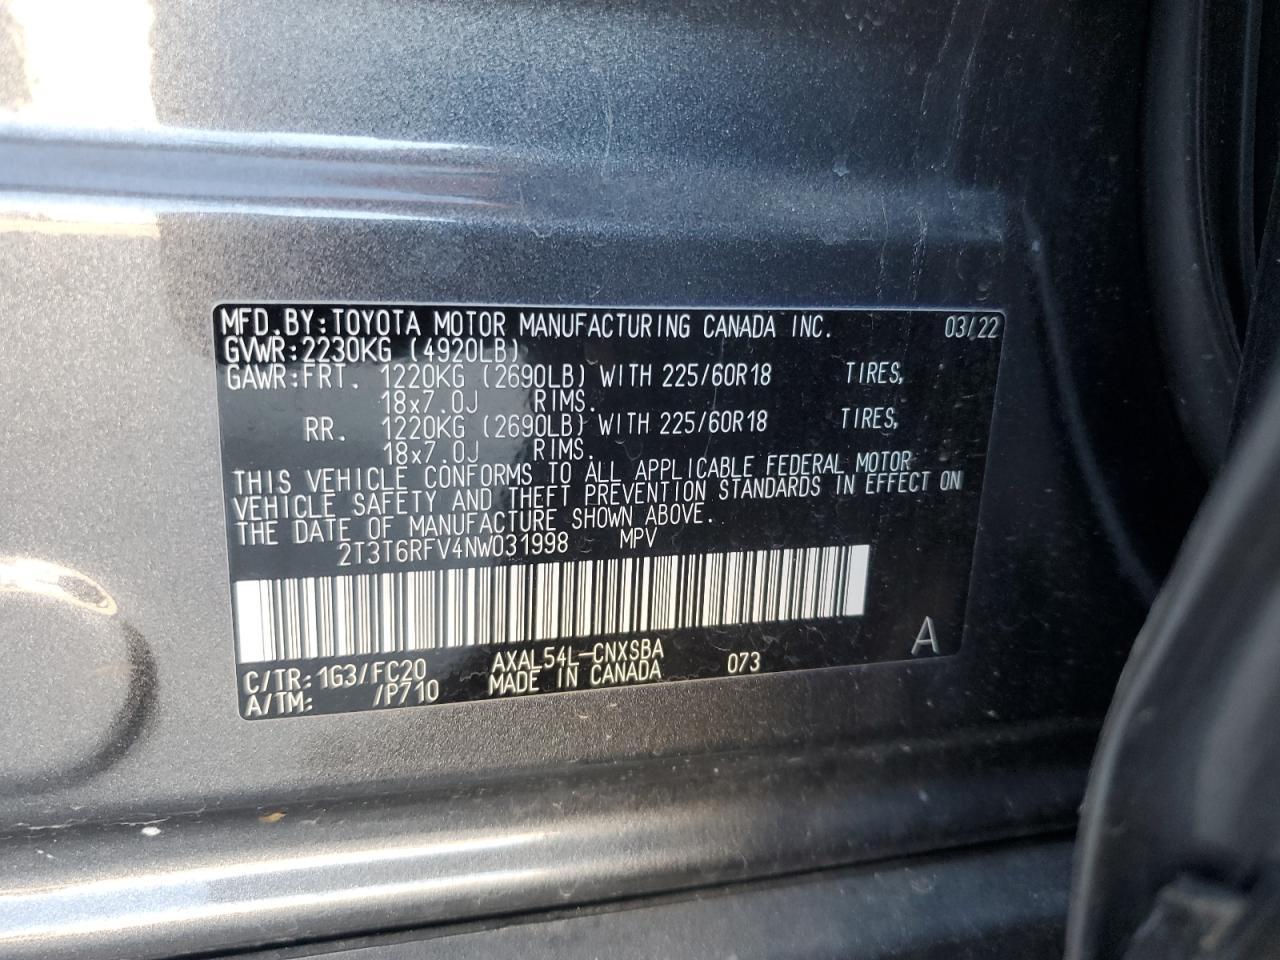 MFD.BY:TOYOTA MOTOR MANUFACTURING CANADA INC. 03/22
GVWR:2230KG (4920LB)
GAWR:FRT. 1220KG (2690LB) WITH 225/60R18 TIRES,
18x7.0J RIMS.
RR. 1220KG (2690LB) WITH 225/60R18 TIRES,
18x7.0J RIMS.
THIS VEHICLE CONFORMS TO ALL APPLICABLE FEDERAL MOTOR
VEHICLE SAFETY AND THEFT PREVENTION STANDARDS IN EFFECT ON
THE DATE OF MANUFACTURE SHOWN ABOVE.
2T3T6RFV4NW031998 MPV
C/TR:1G3/FC20 AXAL54L-CNXSBA 073 A
A/TM: /P710 MADE IN CANADA